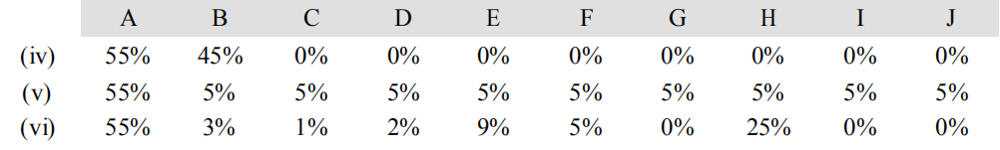 A B C D E F G H I J
(iv) 55% 45% 0% 0% 0% 0% 0% 0% 0% 0%
(v) 55% 5% 5% 5% 5% 5% 5% 5% 5% 5%
(vi) 55% 3% 1% 2% 9% 5% 0% 25% 0% 0%